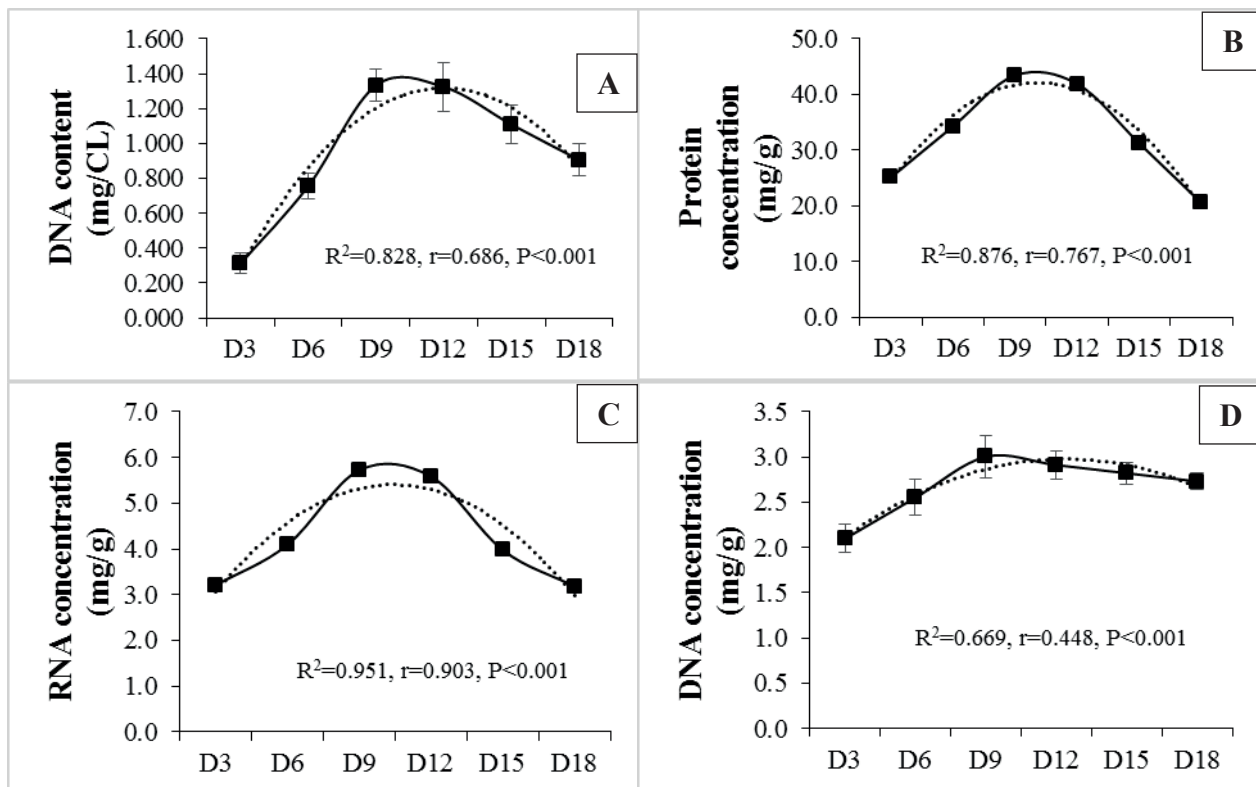 A
DNA content
(mg/CL)
1.600
1.400
1.200
1.000
0.800
0.600
0.400
0.200
0.000
R²=0.828, r=0.686, P<0.001
D3 D6 D9 D12 D15 D18
B
Protein
concentration
(mg/g)
50.0
40.0
30.0
20.0
10.0
0.0
R²=0.876, r=0.767, P<0.001
D3 D6 D9 D12 D15 D18
C
RNA concentration
(mg/g)
7.0
6.0
5.0
4.0
3.0
2.0
1.0
0.0
R²=0.951, r=0.903, P<0.001
D3 D6 D9 D12 D15 D18
D
DNA concentration
(mg/g)
3.5
3.0
2.5
2.0
1.5
1.0
0.5
0.0
R²=0.669, r=0.448, P<0.001
D3 D6 D9 D12 D15 D18